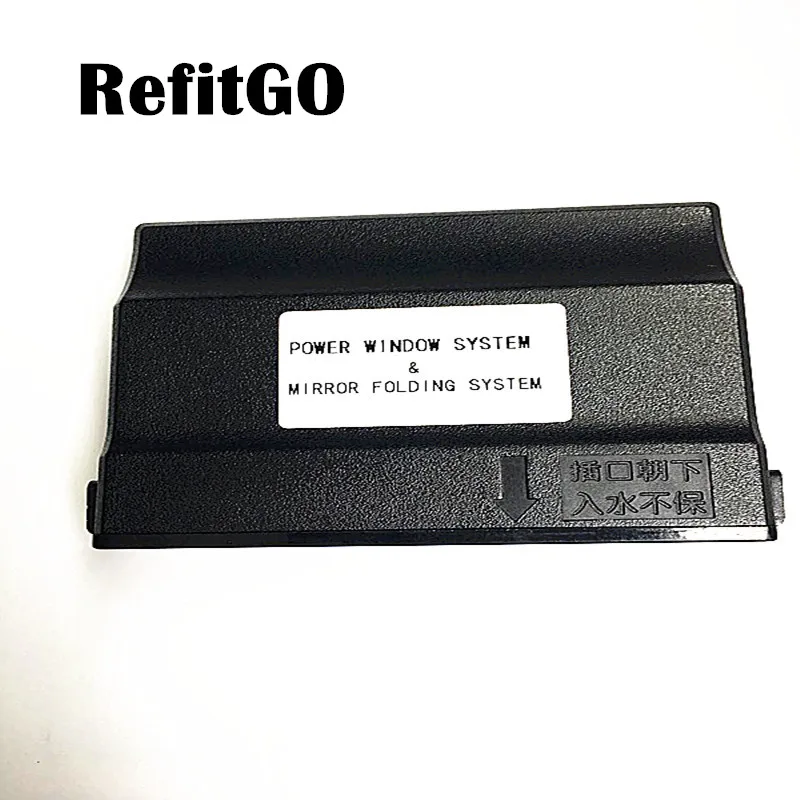 RefitGO
POWER WINDOW SYSTEM
&
MIRROR FOLDING SYSTEM
插口朝下
入水不保